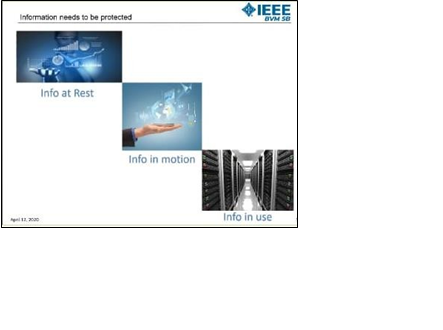 Information needs to be protected
IEEE
BVM SB
Info at Rest
Info in motion
Info in use
April 12, 2020